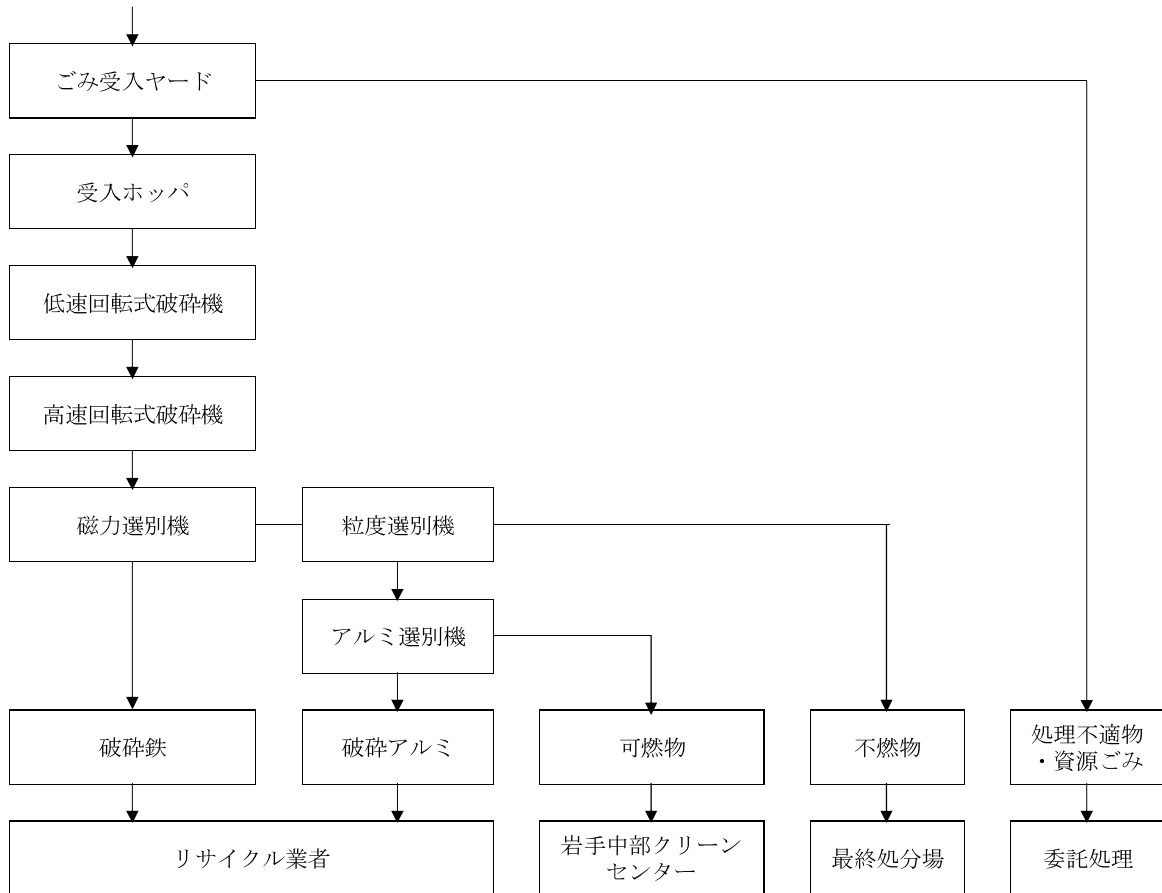 ごみ受入ヤード
受入ホッパ
低速回転式破砕機
高速回転式破砕機
磁力選別機
粒度選別機
アルミ選別機
破砕鉄
破砕アルミ
可燃物
不燃物
処理不適物
・資源ごみ
リサイクル業者
岩手中部クリーン
センター
最終処分場
委託処理